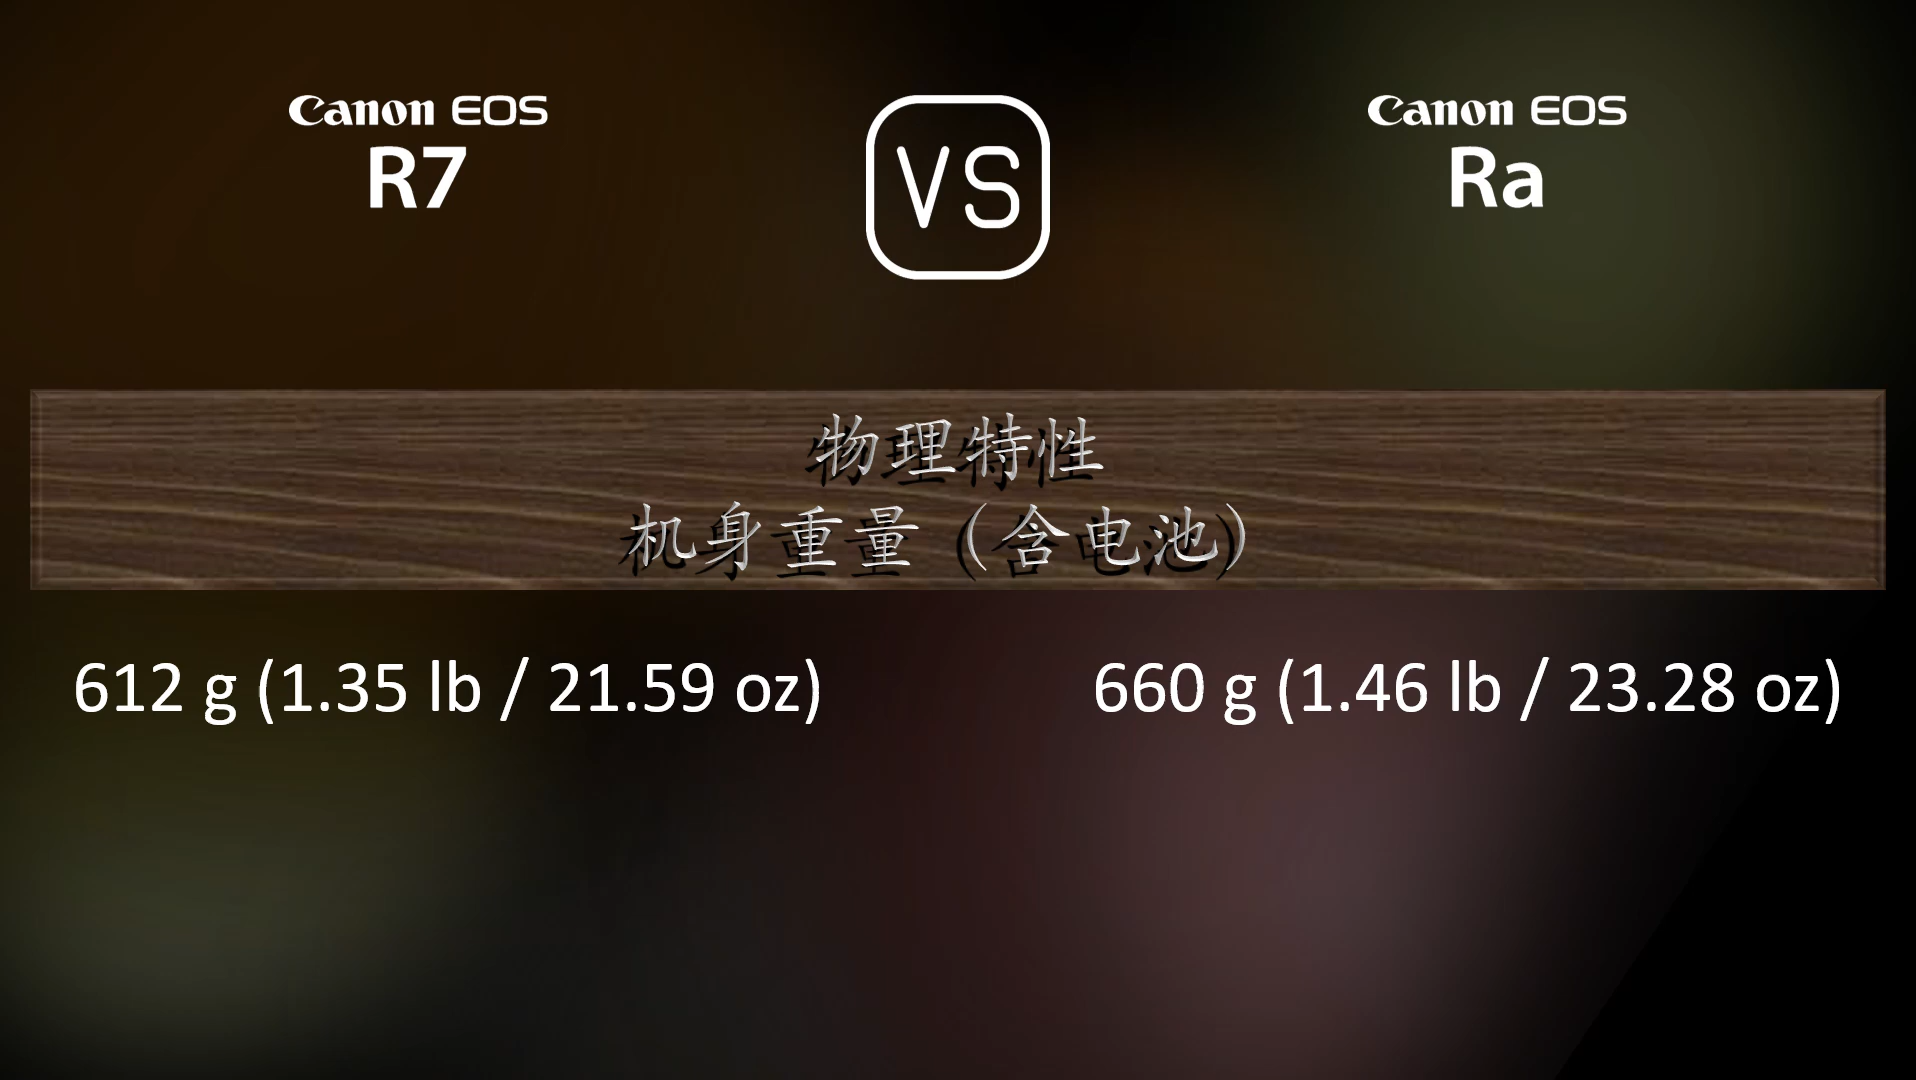 Canon EOS
R7
VS
Canon EOS
Ra
物理特性
机身重量（含电池）
612 g (1.35 lb / 21.59 oz)
660 g (1.46 lb / 23.28 oz)